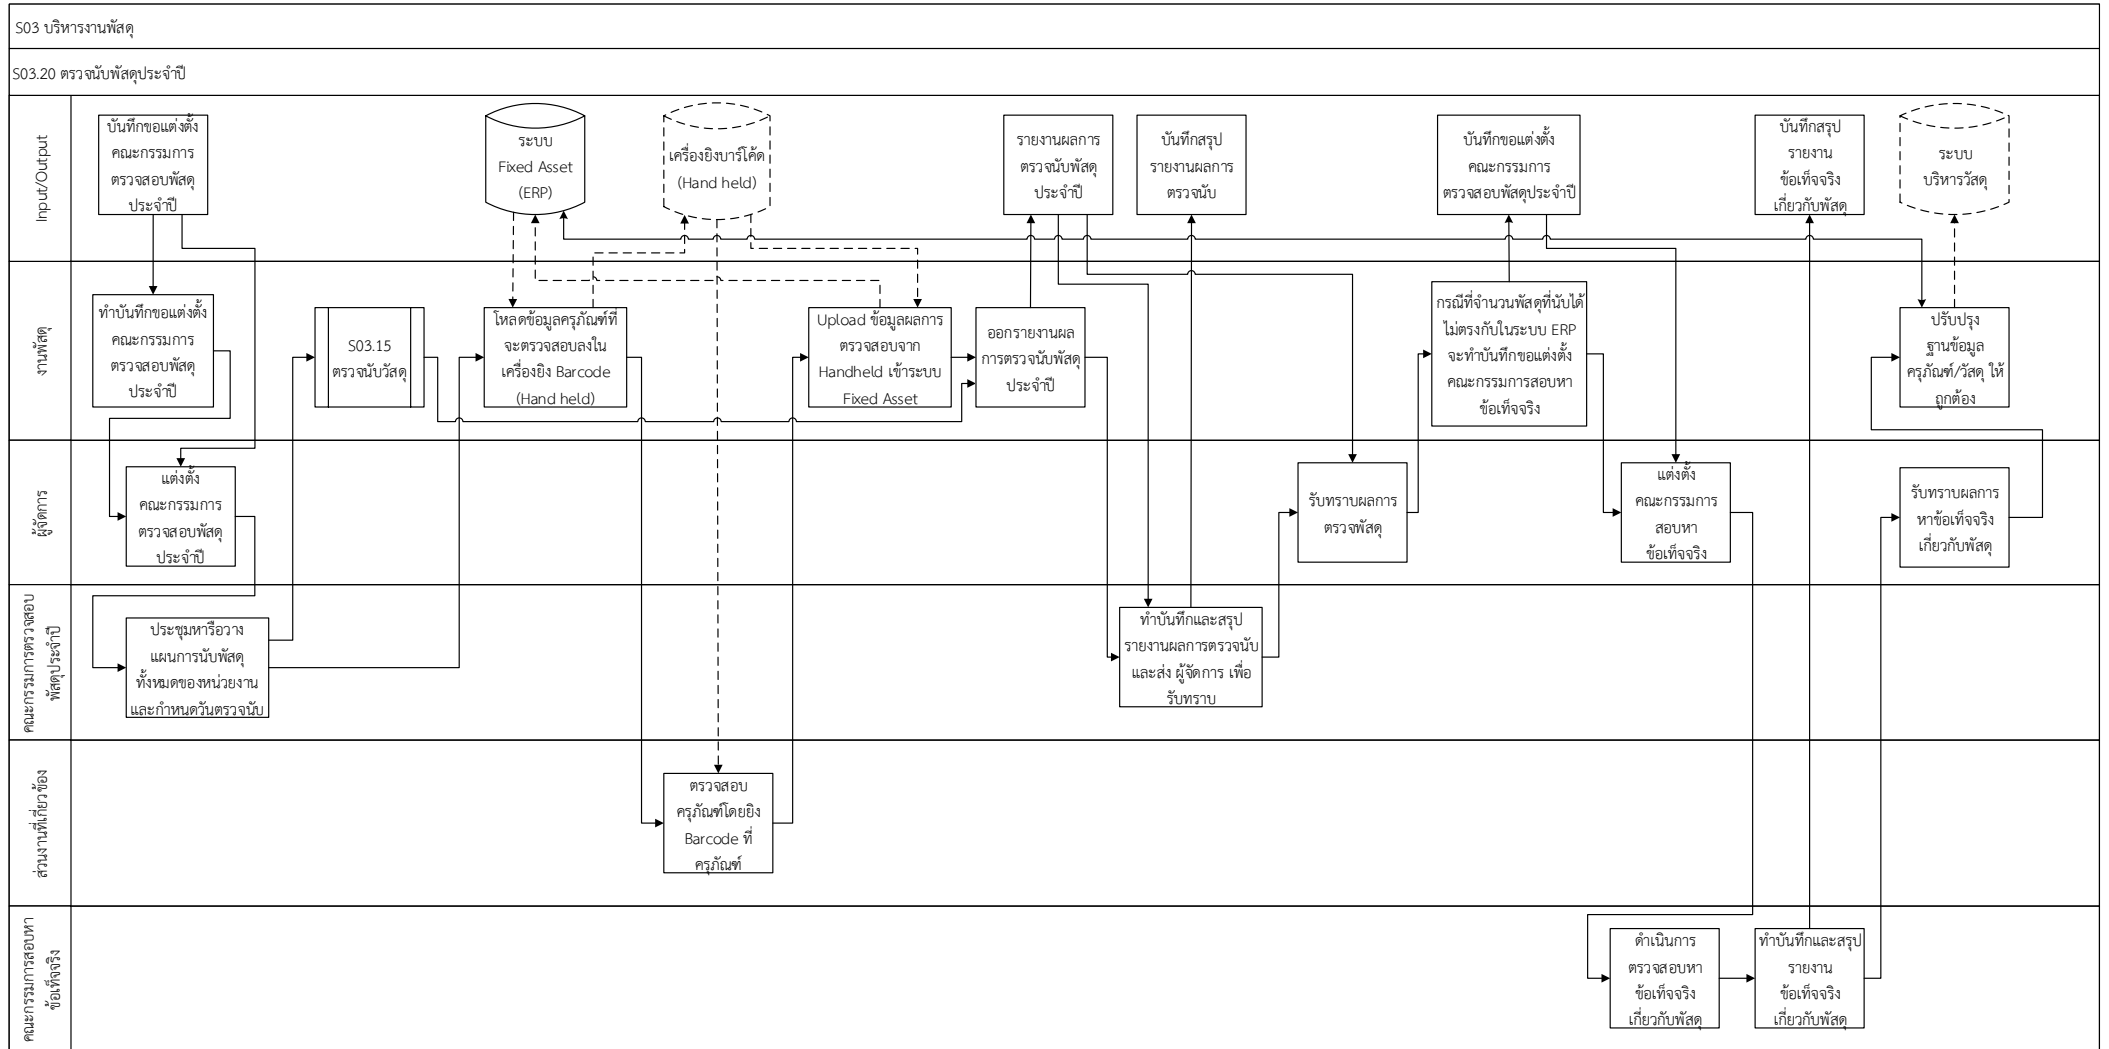 S03 บริหารงานพัสดุ
S03.20 ตรวจนับพัสดุประจำปี
Input/Output
บันทึกขอแต่งตั้ง
คณะกรรมการ
ตรวจสอบพัสดุ
ประจำปี
ระบบ
Fixed Asset
(ERP)
เครื่องยิงบาร์โค้ด
(Hand held)
รายงานผลการ
ตรวจนับพัสดุ
ประจำปี
บันทึกสรุป
รายงานผลการ
ตรวจนับ
บันทึกขอแต่งตั้ง
คณะกรรมการ
ตรวจสอบพัสดุประจำปี
บันทึกสรุป
รายงาน
ข้อเท็จจริง
เกี่ยวกับพัสดุ
ระบบ
บริหารวัสดุ
งานพัสดุ
ทำบันทึกขอแต่งตั้ง
คณะกรรมการ
ตรวจสอบพัสดุ
ประจำปี
S03.15
ตรวจนับวัสดุ
โหลดข้อมูลครุภัณฑ์ที่
จะตรวจสอบลงใน
เครื่องยิง Barcode
(Hand held)
Upload ข้อมูลผลการ
ตรวจสอบจาก
Handheld เข้าระบบ
Fixed Asset
ออกรายงานผล
การตรวจนับพัสดุ
ประจำปี
กรณีที่จำนวนพัสดุที่นับได้
ไม่ตรงกับในระบบ ERP
จะทำบันทึกขอแต่งตั้ง
คณะกรรมการสอบหา
ข้อเท็จจริง
ปรับปรุง
ฐานข้อมูล
ครุภัณฑ์/วัสดุ ให้
ถูกต้อง
ผู้จัดการ
แต่งตั้ง
คณะกรรมการ
ตรวจสอบพัสดุ
ประจำปี
รับทราบผลการ
ตรวจพัสดุ
แต่งตั้ง
คณะกรรมการ
สอบหา
ข้อเท็จจริง
รับทราบผลการ
หาข้อเท็จจริง
เกี่ยวกับพัสดุ
คณะกรรมการตรวจสอบ
พัสดุประจำปี
ประชุมหารือวาง
แผนการนับพัสดุ
ทั้งหมดของหน่วยงาน
และกำหนดวันตรวจนับ
ทำบันทึกและสรุป
รายงานผลการตรวจนับ
และส่ง ผู้จัดการ เพื่อ
รับทราบ
ส่วนงานที่เกี่ยวข้อง
ตรวจสอบ
ครุภัณฑ์โดยยิง
Barcode ที่
ครุภัณฑ์
คณะกรรมการสอบหา
ข้อเท็จจริง
ดำเนินการ
ตรวจสอบหา
ข้อเท็จจริง
เกี่ยวกับพัสดุ
ทำบันทึกและสรุป
รายงาน
ข้อเท็จจริง
เกี่ยวกับพัสดุ